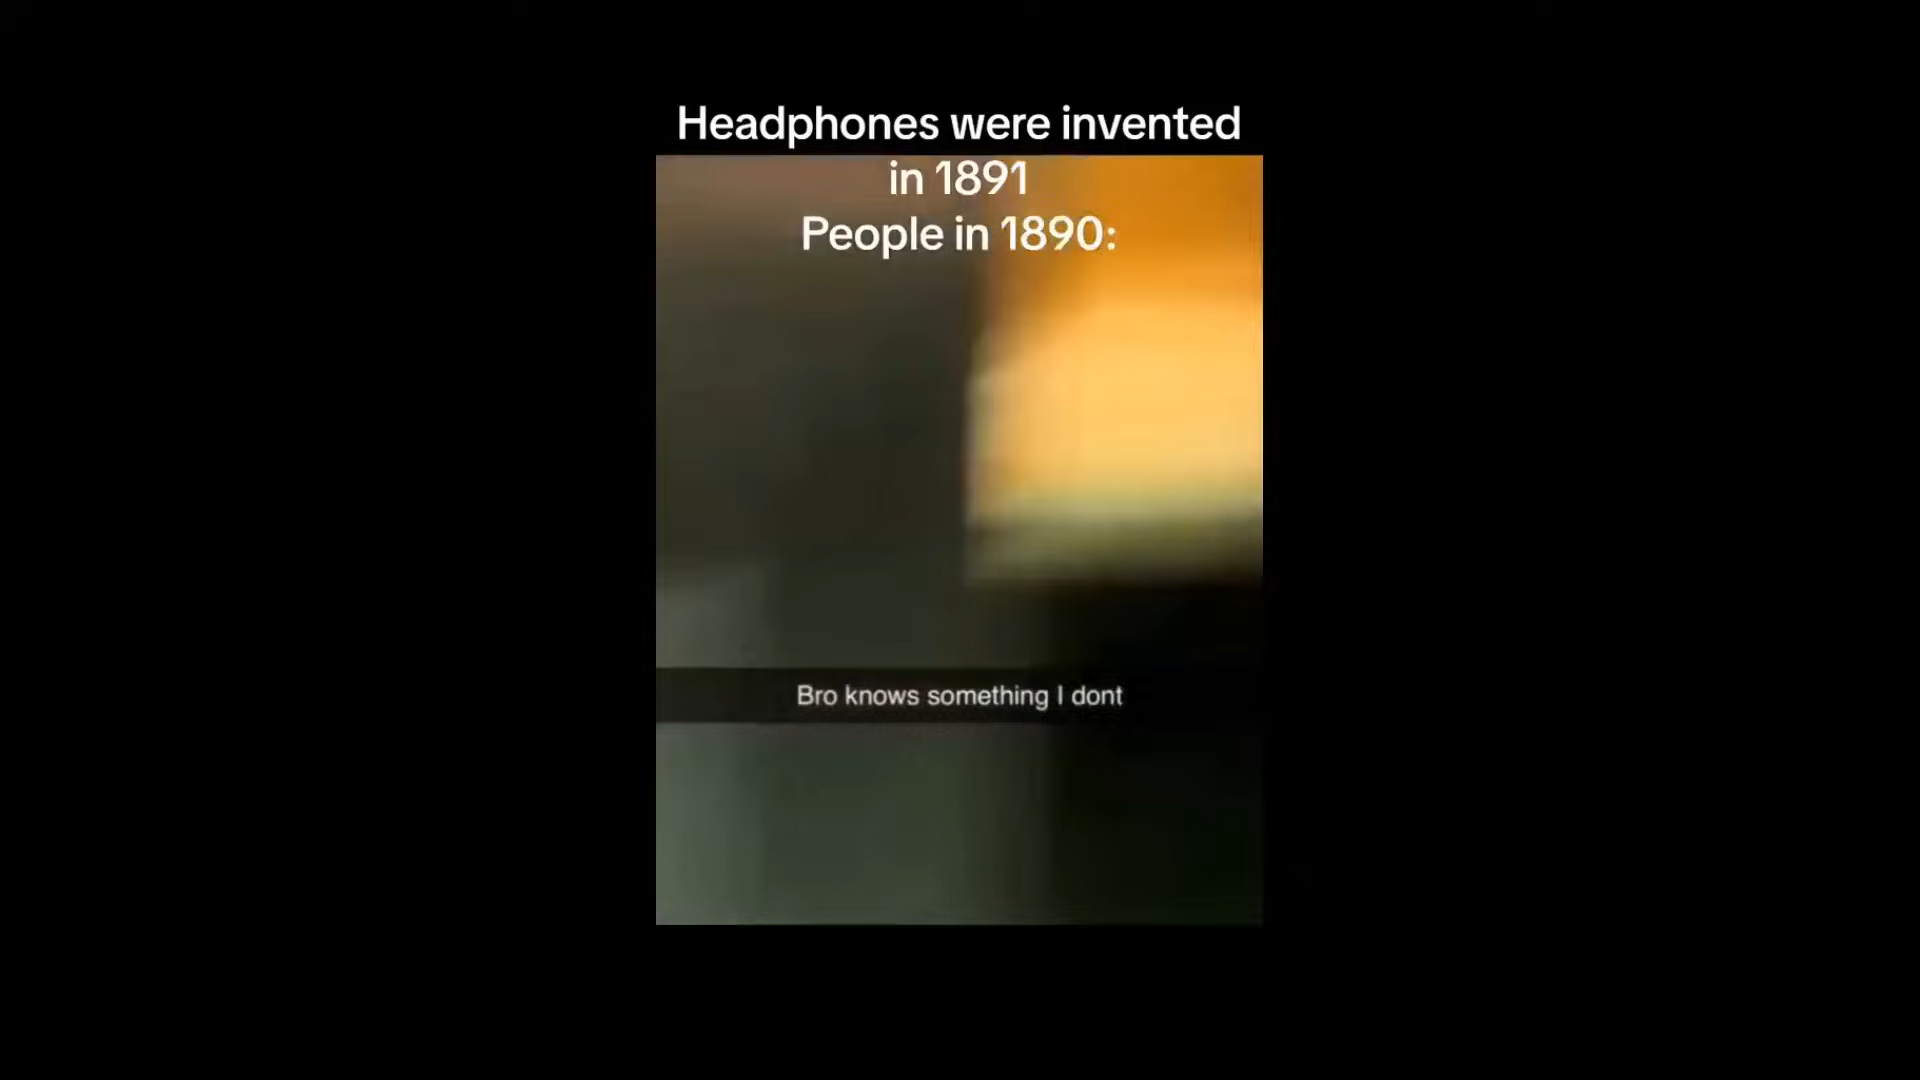 Headphones were invented
in 1891
People in 1890:
Bro knows something I dont